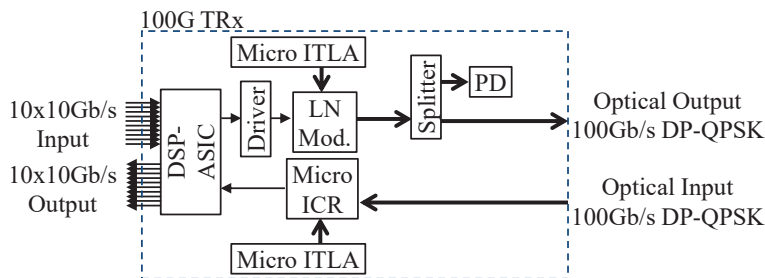 100G TRx
Micro ITLA
10x10Gb/s
Input
DSP-
ASIC
Driver
LN
Mod.
Splitter
PD
Optical Output
100Gb/s DP-QPSK
10x10Gb/s
Output
Micro
ICR
Optical Input
100Gb/s DP-QPSK
Micro ITLA